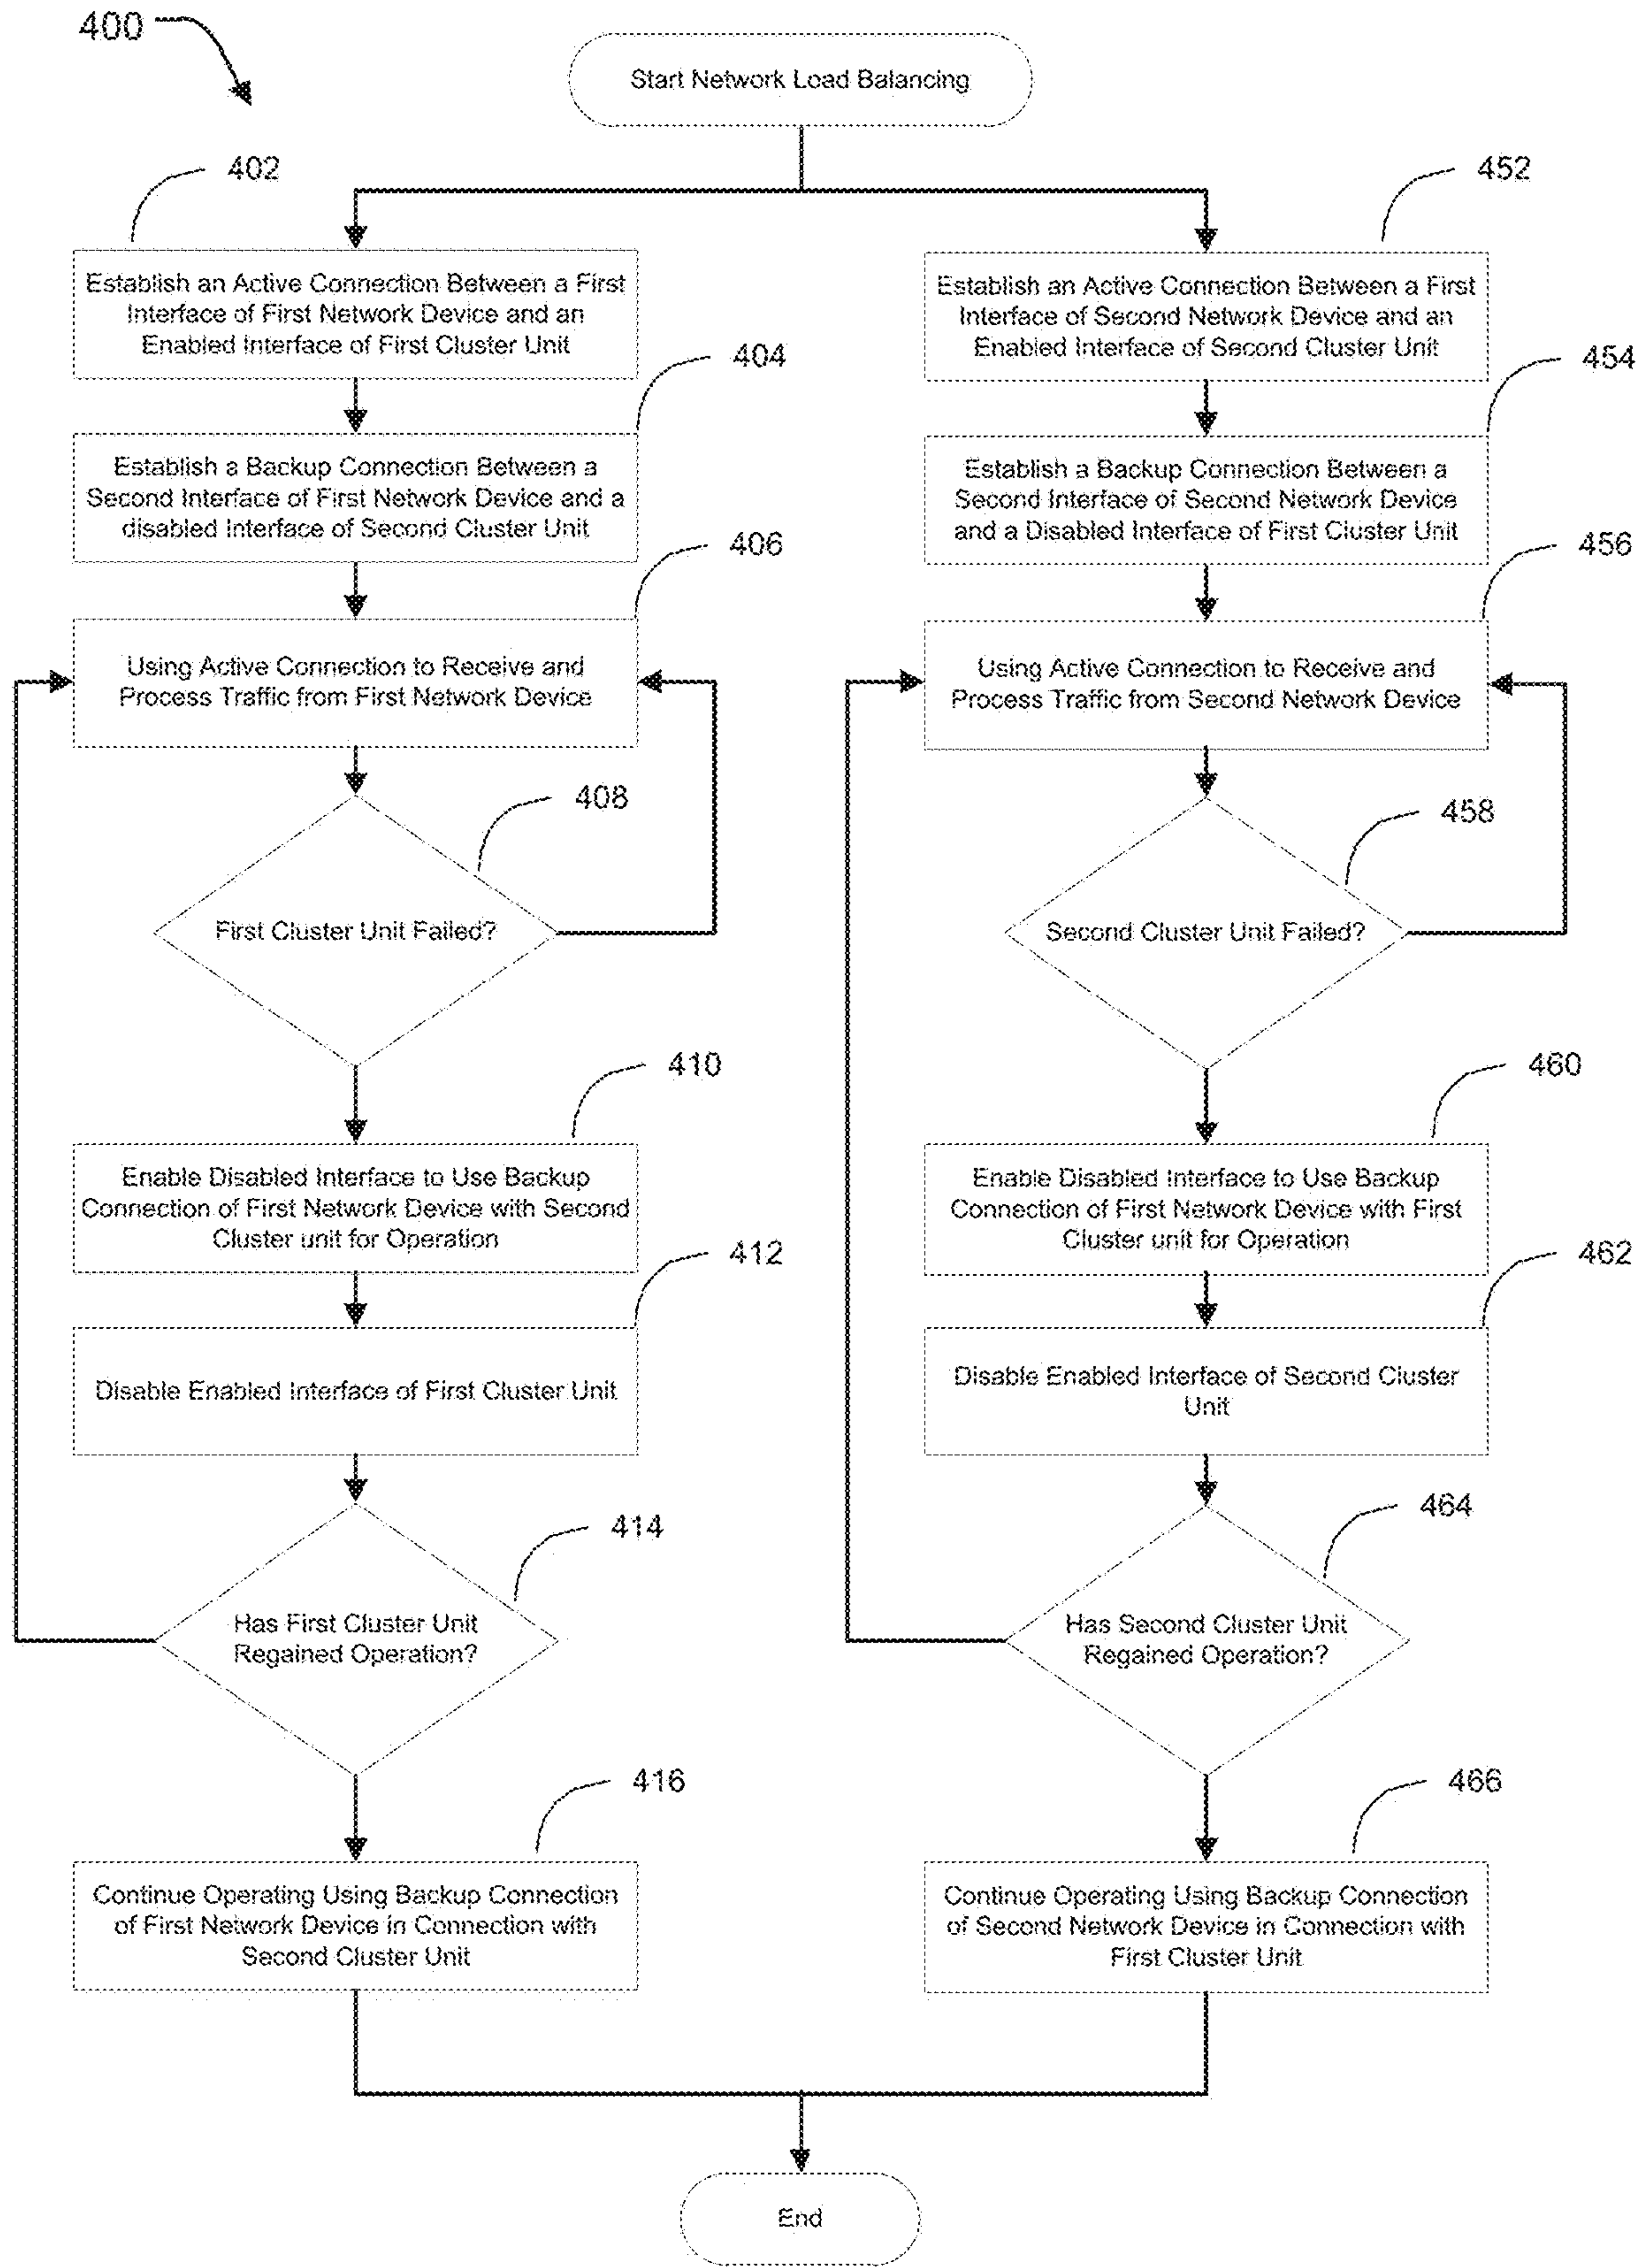 400
Start Network Load Balancing
402
Establish an Active Connection Between a First
Interface of First Network Device and an
Enabled Interface of First Cluster Unit
404
Establish a Backup Connection Between a
Second Interface of First Network Device and a
disabled Interface of Second Cluster Unit
406
Using Active Connection to Receive and
Process Traffic from First Network Device
408
First Cluster Unit Failed?
410
Enable Disabled Interface to Use Backup
Connection of First Network Device with Second
Cluster unit for Operation
412
Disable Enabled Interface of First Cluster Unit
414
Has First Cluster Unit
Regained Operation?
416
Continue Operating Using Backup Connection
of First Network Device in Connection with
Second Cluster Unit
452
Establish an Active Connection Between a First
Interface of Second Network Device and an
Enabled Interface of Second Cluster Unit
454
Establish a Backup Connection Between a
Second Interface of Second Network Device
and a Disabled Interface of First Cluster Unit
456
Using Active Connection to Receive and
Process Traffic from Second Network Device
458
Second Cluster Unit Failed?
460
Enable Disabled Interface to Use Backup
Connection of First Network Device with First
Cluster unit for Operation
462
Disable Enabled Interface of Second Cluster
Unit
464
Has Second Cluster Unit
Regained Operation?
466
Continue Operating Using Backup Connection
of Second Network Device in Connection with
First Cluster Unit
End